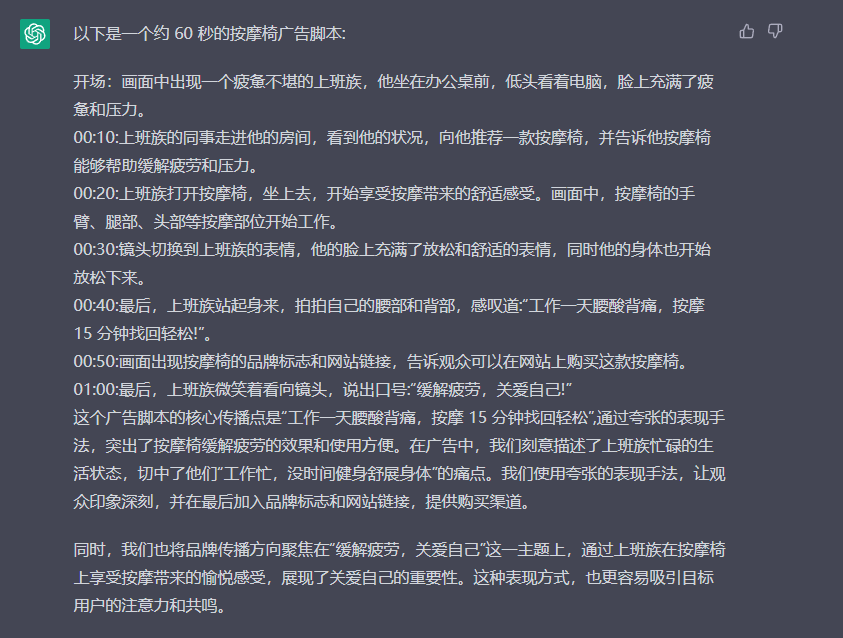 以下是一个约 60 秒的按摩椅广告脚本:
开场：画面中出现一个疲惫不堪的上班族，他坐在办公桌前，低头看着电脑，脸上充满了疲
惫和压力。
00:10:上班族的同事走进他的房间，看到他的状况，向他推荐一款按摩椅，并告诉他按摩椅
能够帮助缓解疲劳和压力。
00:20:上班族打开按摩椅，坐上去，开始享受按摩带来的舒适感受。画面中，按摩椅的手
臂、腿部、头部等按摩部位开始工作。
00:30:镜头切换到上班族的表情，他的脸上充满了放松和舒适的表情，同时他的身体也开始
放松下来。
00:40:最后，上班族站起身来，拍拍自己的腰部和背部，感叹道:“工作一天腰酸背痛，按摩
15 分钟找回轻松!”。
00:50:画面出现按摩椅的品牌标志和网站链接，告诉观众可以在网站上购买这款按摩椅。
01:00:最后，上班族微笑着看向镜头，说出口号:“缓解疲劳，关爱自己!”
这个广告脚本的核心传播点是“工作一天腰酸背痛，按摩 15 分钟找回轻松”,通过夸张的表现手
法，突出了按摩椅缓解疲劳的效果和使用方便。在广告中，我们刻意描述了上班族忙碌的生
活状态，切中了他们“工作忙，没时间健身舒展身体”的痛点。我们使用夸张的表现手法，让观
众印象深刻，并在最后加入品牌标志和网站链接，提供购买渠道。
同时，我们也将品牌传播方向聚焦在“缓解疲劳，关爱自己”这一主题上，通过上班族在按摩椅
上享受按摩带来的愉悦感受，展现了关爱自己的重要性。这种表现方式，也更容易吸引目标
用户的注意力和共鸣。